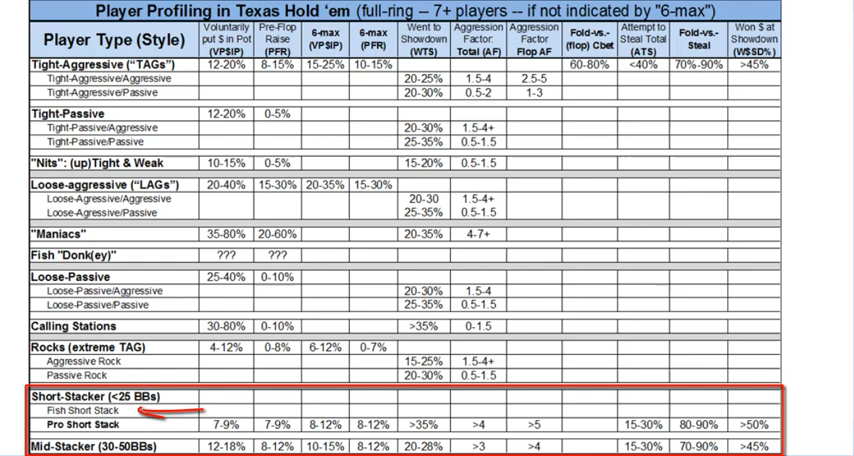 Player Profiling in Texas Hold 'em (full-ring -- 7+ players -- if not indicated by "6-max")
Player Type (Style) Voluntarily put $ in Pot (VP$IP) Pre-Flop Raise (PFR) 6-max (VP$IP) 6-max (PFR) Went to Showdown (WTS) Aggression Factor: Total (AF) Aggression Factor Flop AF Fold-vs.- (flop) Cbet Attempt to Steal Total (ATS) Fold-vs.- Steal Won $ at Showdown (W$SD%)
Tight-Aggressive ("TAGs") 12-20% 8-15% 15-25% 10-15% 60-80% <40% 70%-90% >45%
Tight-Aggressive/Aggressive 20-25% 1.5-4 2.5-5
Tight-Aggressive/Passive 20-30% 0.5-2 1-3
Tight-Passive 12-20% 0-5%
Tight-Passive/Aggressive 20-30% 1.5-4+
Tight-Passive/Passive 25-35% 0.5-1.5
"Nits": (up)Tight & Weak 10-15% 0-5% 15-20% 0.5-1.5
Loose-aggressive ("LAGs") 20-40% 15-30% 20-35% 15-30%
Loose-Agressive/Aggressive 20-30 1.5-4+
Loose-Agressive/Passive 25-35% 0.5-1.5
"Maniacs" 35-80% 20-60% 20-35% 4-7+
Fish "Donk(ey)" ??? ???
Loose-Passive 25-40% 0-10%
Loose-Passive/Aggressive 20-30% 1.5-4
Loose-Passive/Passive 25-35% 0.5-1.5
Calling Stations 30-80% 0-10% >35% 0-1.5
Rocks (extreme TAG) 4-12% 0-8% 6-12% 0-7%
Aggressive Rock 15-25% 1.5-4+
Passive Rock 20-30% 0.5-1.5
Short-Stacker (<25 BBs)
Fish Short Stack
Pro Short Stack 7-9% 7-9% 8-12% 8-12% >35% >4 >5 15-30% 80-90% >50%
Mid-Stacker (30-50BBs) 12-18% 8-12% 10-15% 8-12% 20-28% >3 >4 15-30% 70-90% >45%